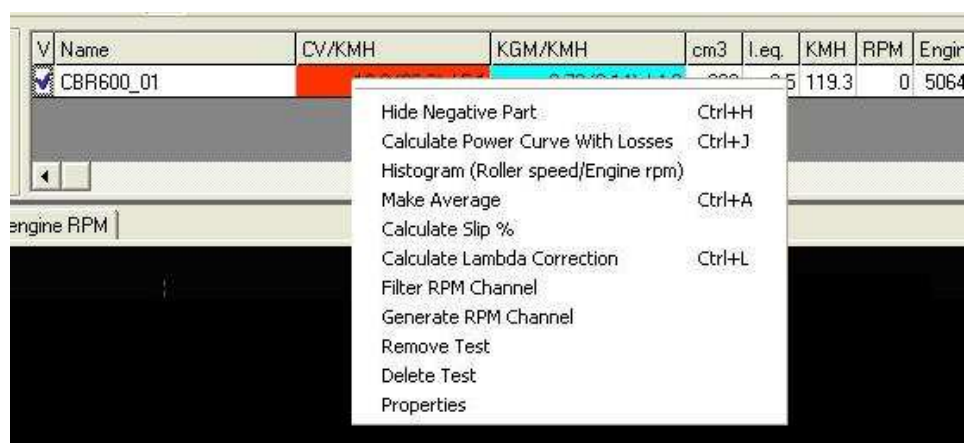 V Name CV/KMH KGM/KMH cm3 I.eq. KMH RPM Engin
CBR600_01 5 119.3 0 5064
Hide Negative Part Ctrl+H
Calculate Power Curve With Losses Ctrl+J
Histogram (Roller speed/Engine rpm)
Make Average Ctrl+A
Calculate Slip %
Calculate Lambda Correction Ctrl+L
Filter RPM Channel
Generate RPM Channel
Remove Test
Delete Test
Properties
engine RPM